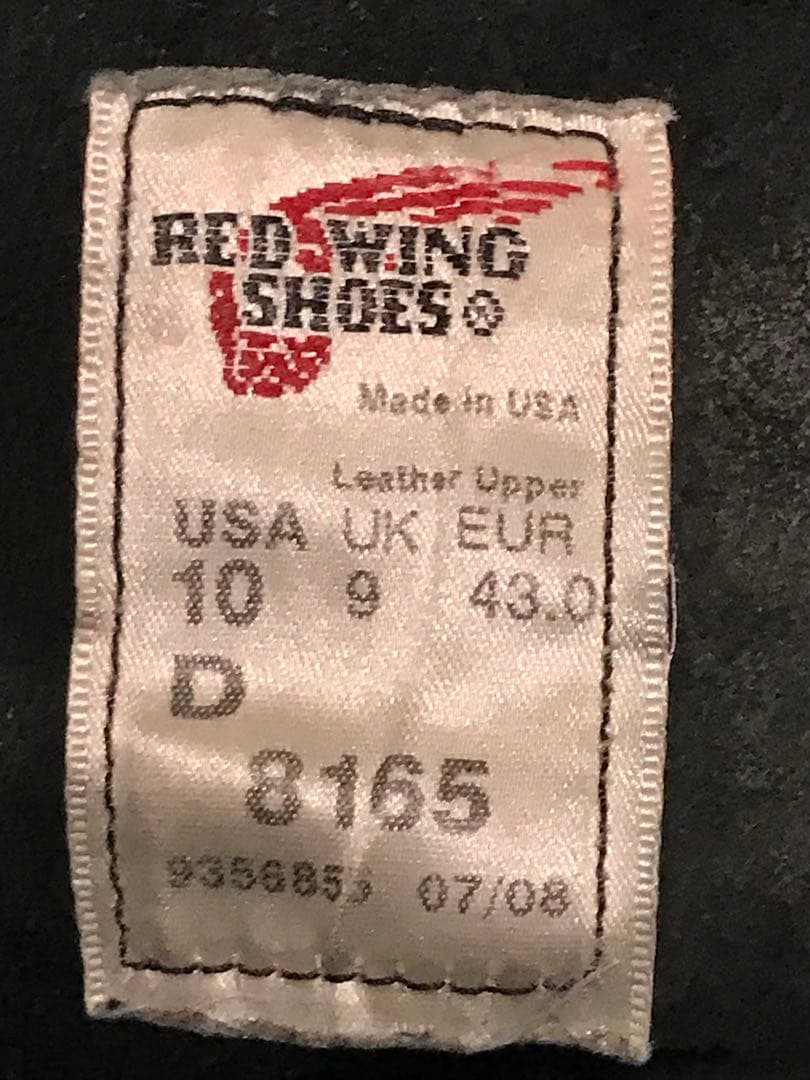 RED WING
SHOES®
Made in USA
Leather Upper
USA UK EUR
10 9 43.0
D
8165
07/08